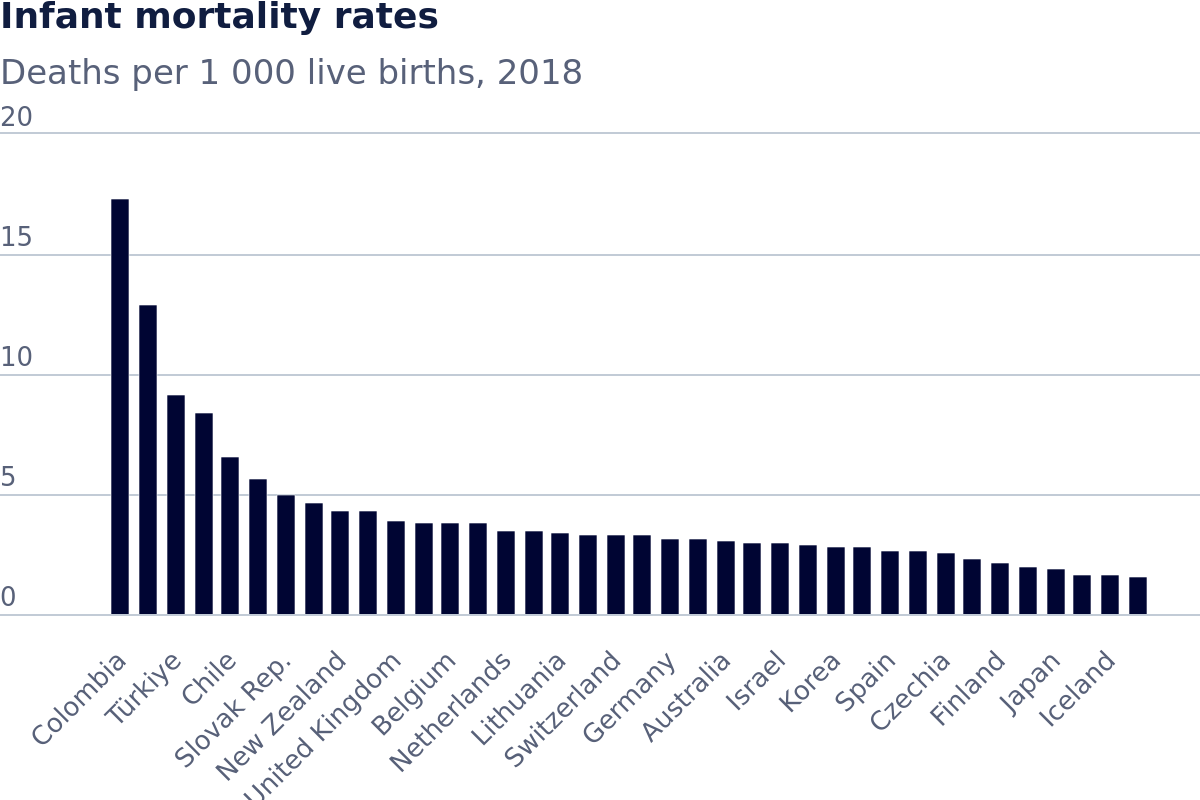 Infant mortality rates
Deaths per 1 000 live births, 2018
20
15
10
5
0
Colombia
Türkiye
Chile
Slovak Rep.
New Zealand
United Kingdom
Belgium
Netherlands
Lithuania
Switzerland
Germany
Australia
Israel
Korea
Spain
Czechia
Finland
Japan
Iceland